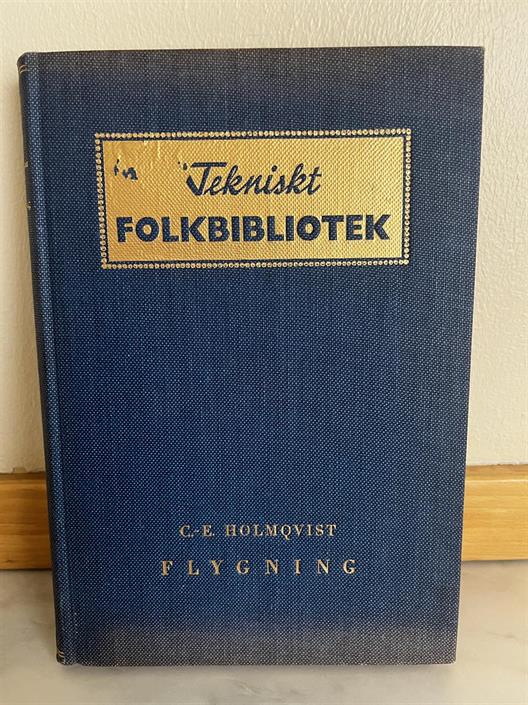 Tekniskt
FOLKBIBLIOTEK
C.-E. HOLMQVIST
FLYGNING